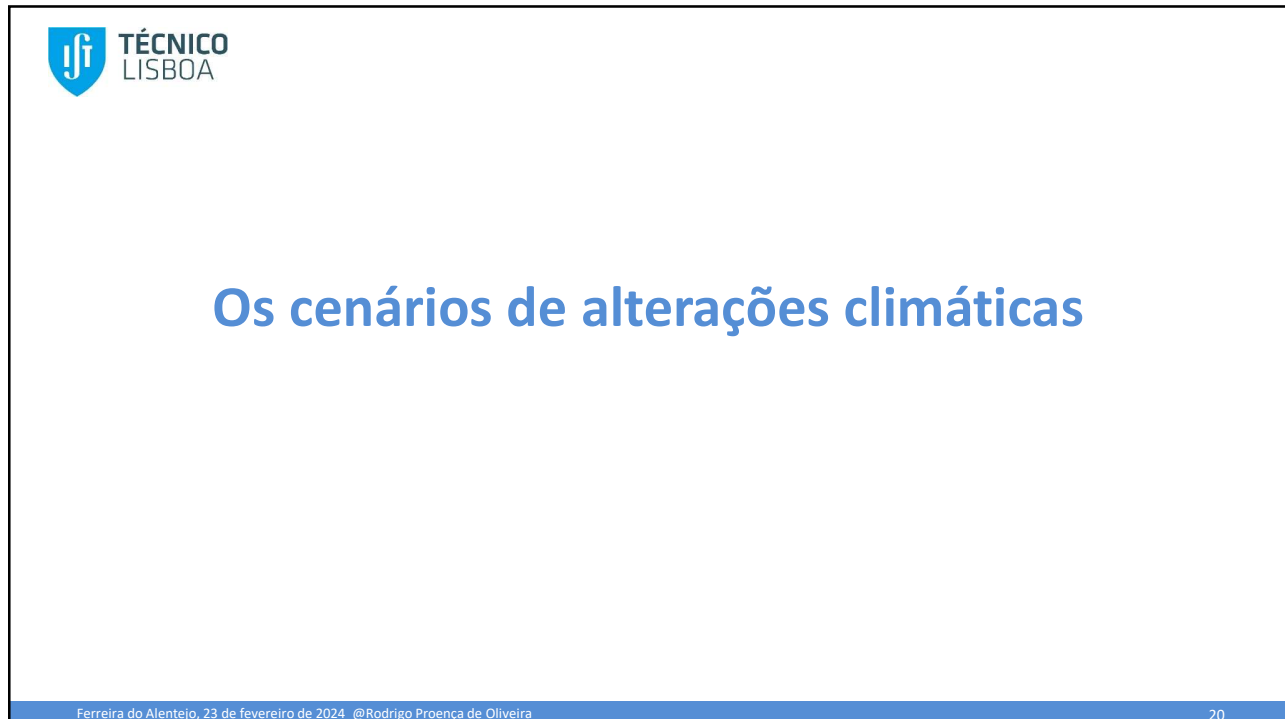 TÉCNICO
LISBOA
Os cenários de alterações climáticas
Ferreira do Alentejo, 23 de fevereiro de 2024 @Rodrigo Proença de Oliveira
20